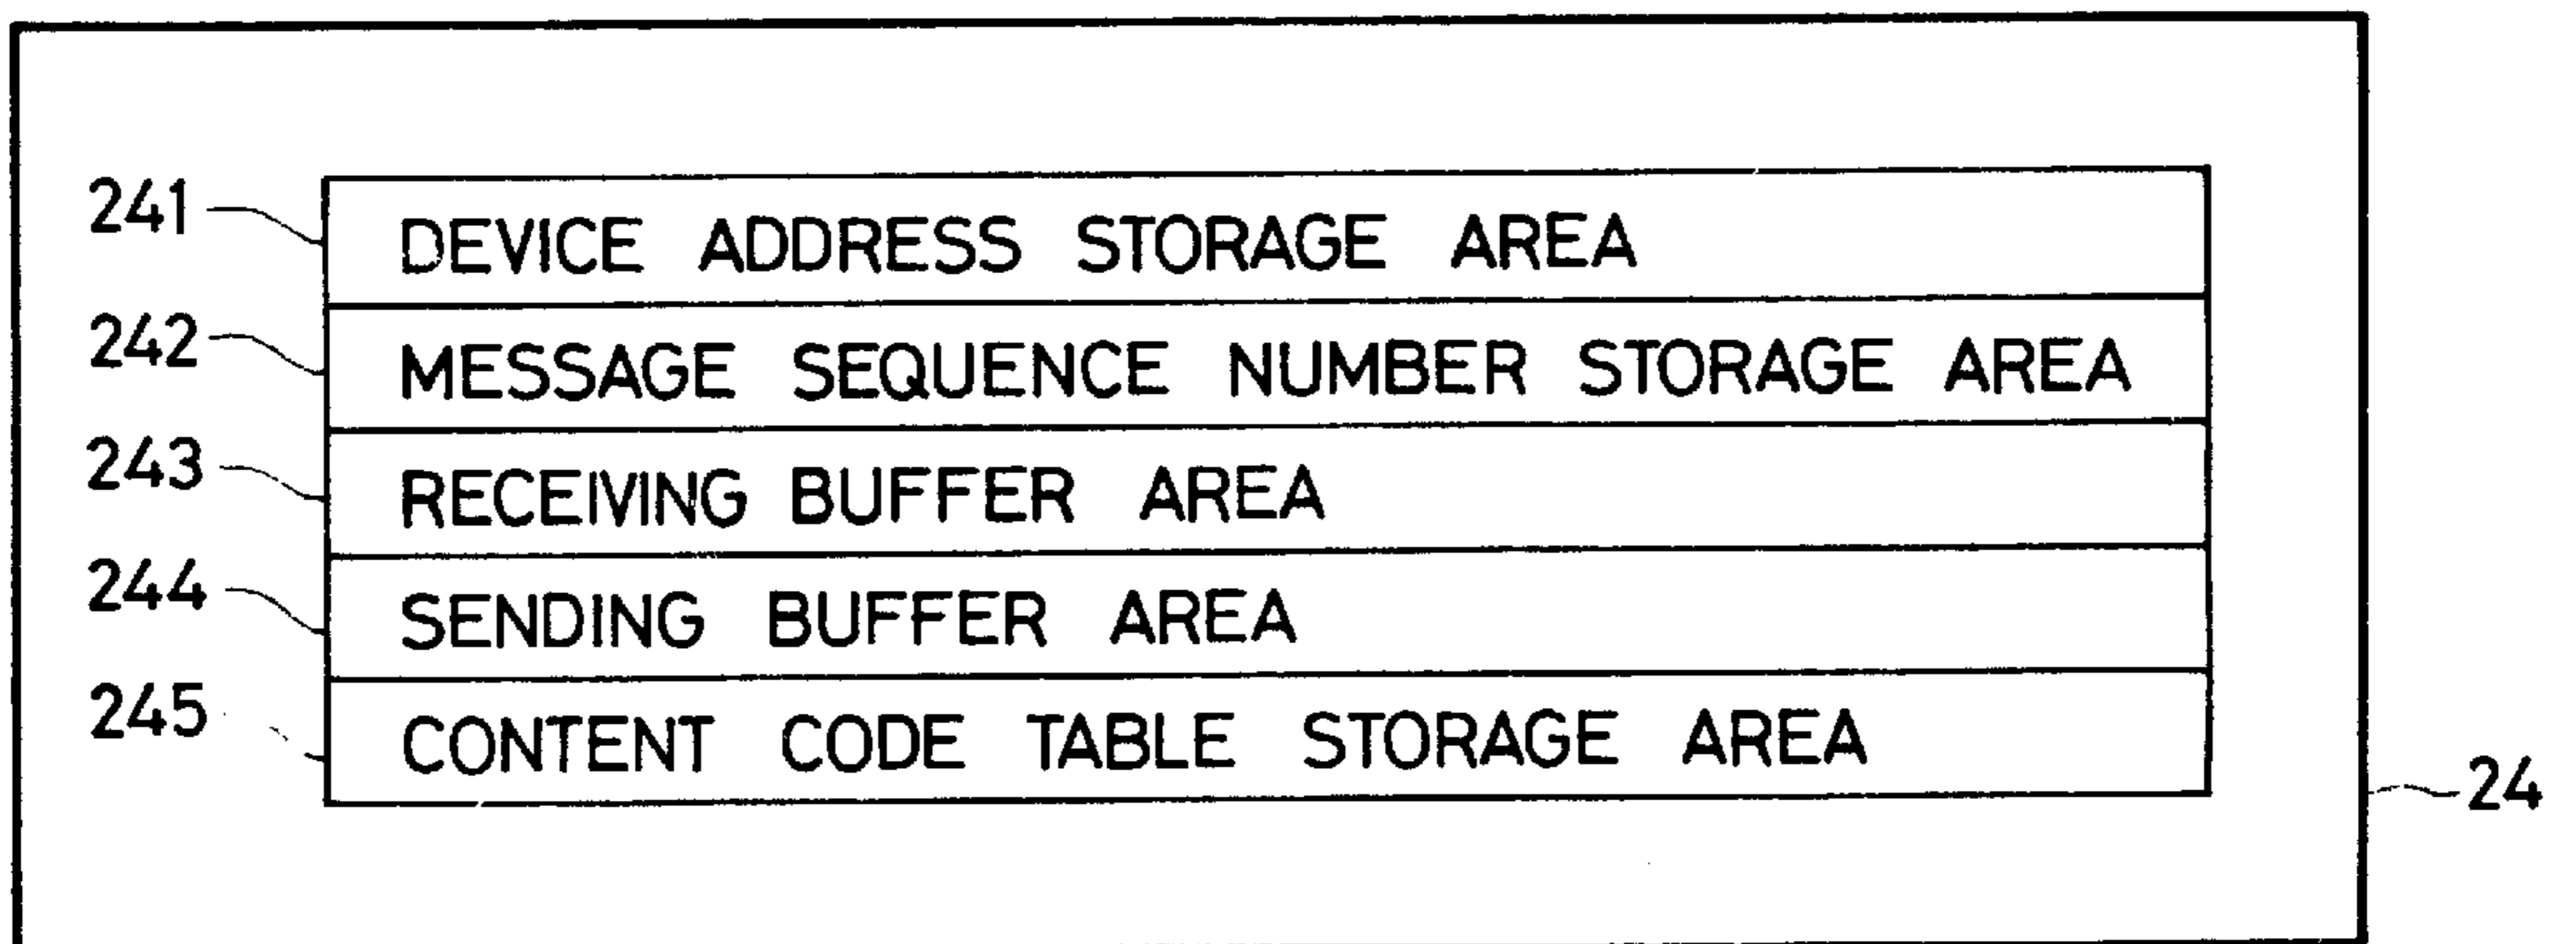 241 DEVICE ADDRESS STORAGE AREA
242 MESSAGE SEQUENCE NUMBER STORAGE AREA
243 RECEIVING BUFFER AREA
244 SENDING BUFFER AREA
245 CONTENT CODE TABLE STORAGE AREA
24